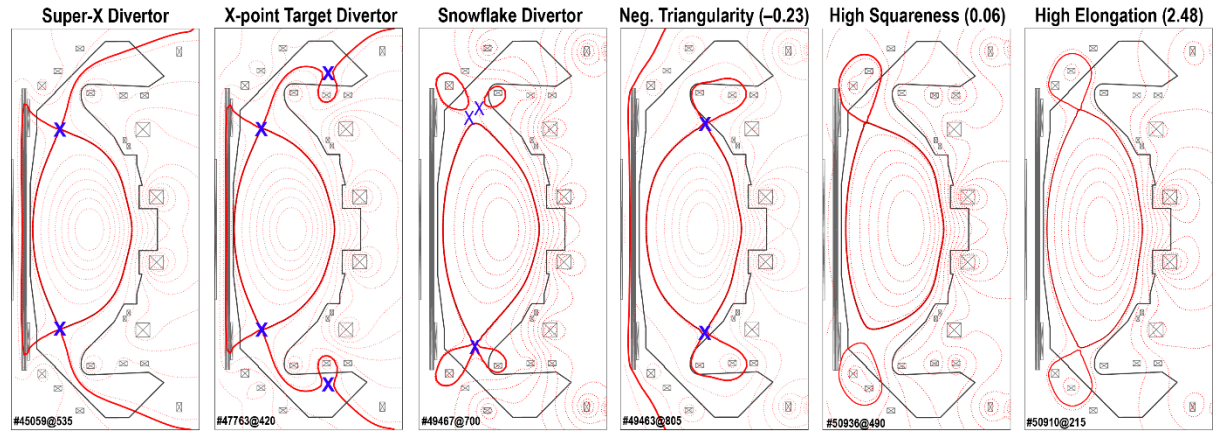 Super-X Divertor
X-point Target Divertor
Snowflake Divertor
Neg. Triangularity (–0.23)
High Squareness (0.06)
High Elongation (2.48)
X
X
X
X
X
X
X
X
X
X
X
#45059@535
#47763@420
#49467@700
#49463@805
#50936@490
#50910@215